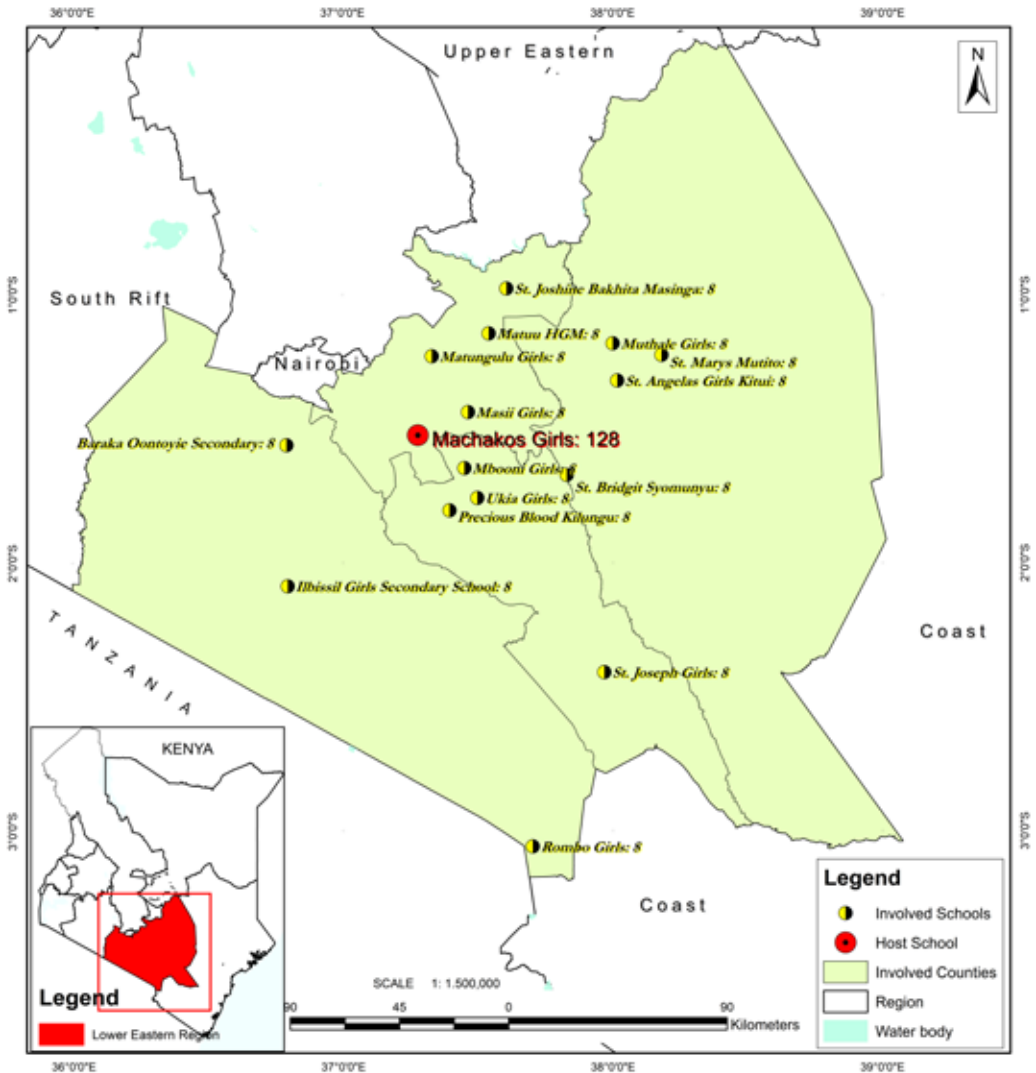 36°0'0"E 37°0'0"E 38°0'0"E 39°0'0"E
Upper Eastern
N
1°0'0"S
1°0'0"S
St. Joshiite Bakhita Masinga: 8
South Rift
Matuu HGM: 8
Muthale Girls: 8
Matungulu Girls: 8
St. Marys Mutito: 8
Nairobi
St. Angelas Girls Kitui: 8
Masii Girls: 8
Machakos Girls: 128
Baraka Oontoyie Secondary: 8
Mbooni Girls: 8
St. Bridgit Syomunyu: 8
Ukia Girls: 8
Precious Blood Kilungu: 8
2°0'0"S
2°0'0"S
Ilbissil Girls Secondary School: 8
Coast
TANZANIA
St. Joseph Girls: 8
KENYA
3°0'0"S
3°0'0"S
Rombo Girls: 8
Coast
Legend
Involved Schools
Host School
Involved Counties
Region
Water body
SCALE 1: 1:500,000
90 45 0 90
Kilometers
Legend
Lower Eastern Region
36°0'0"E 37°0'0"E 38°0'0"E 39°0'0"E